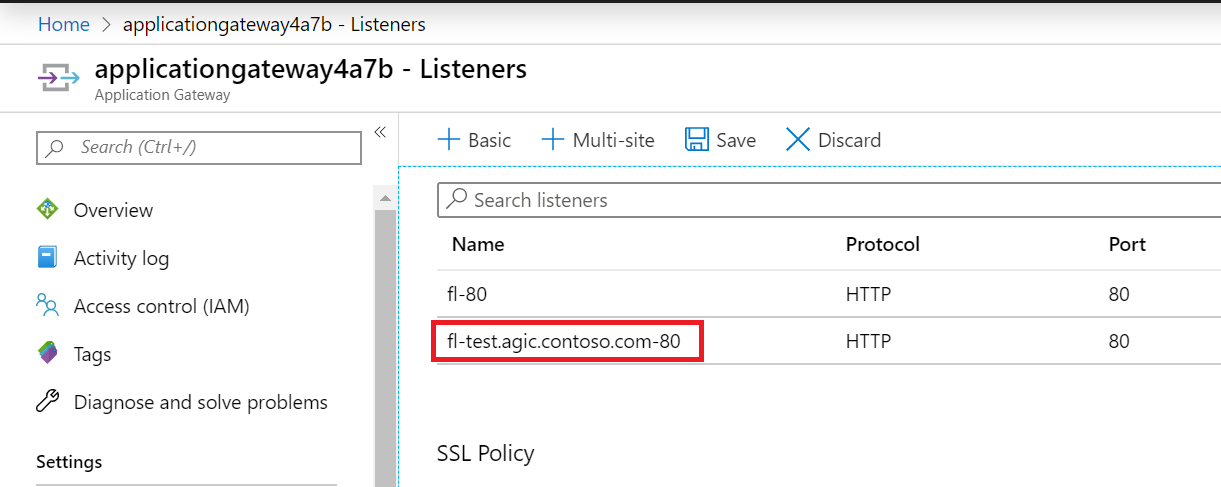 Home > applicationgateway4a7b - Listeners
applicationgateway4a7b - Listeners
Application Gateway
Search (Ctrl+/)
«
Overview
Activity log
Access control (IAM)
Tags
Diagnose and solve problems
Settings
+ Basic + Multi-site Save Discard
Search listeners
Name Protocol Port
fl-80 HTTP 80
fl-test.agic.contoso.com-80 HTTP 80
SSL Policy